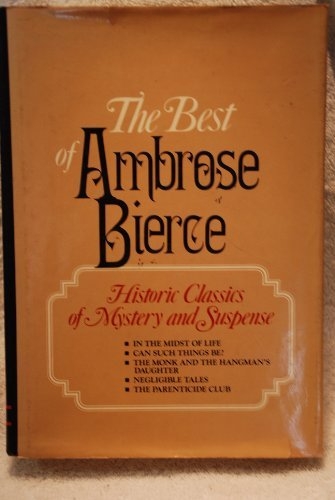 The Best
of Ambrose
Bierce
Historic Classics
of Mystery and Suspense
■ IN THE MIDST OF LIFE
■ CAN SUCH THINGS BE?
■ THE MONK AND THE HANGMAN'S
DAUGHTER
■ NEGLIGIBLE TALES
■ THE PARENTICIDE CLUB